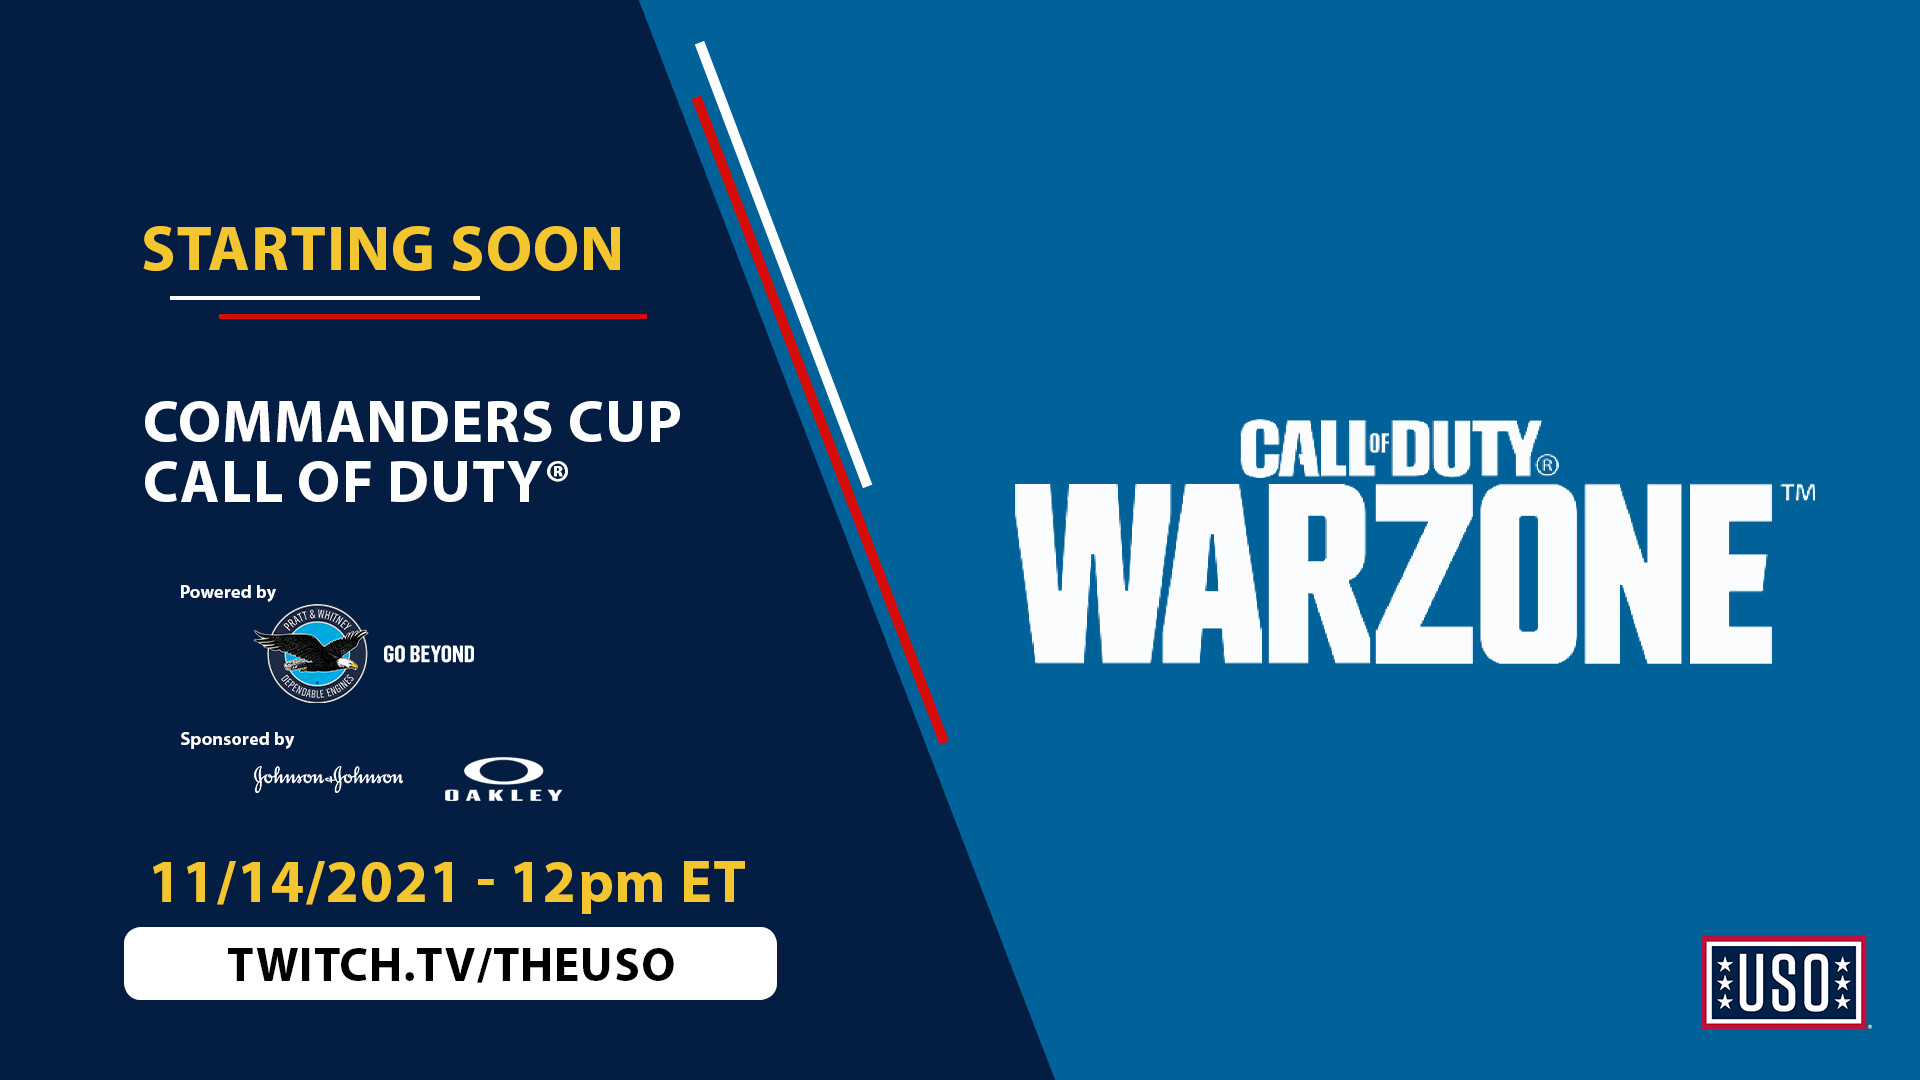 STARTING SOON
COMMANDERS CUP
CALL OF DUTY®
Powered by
PRATT & WHITNEY
DEPENDABLE ENGINES
GO BEYOND
Sponsored by
Johnson & Johnson
OAKLEY
11/14/2021 - 12pm ET
TWITCH.TV/THEUSO
CALL OF DUTY®
WARZONE™
USO